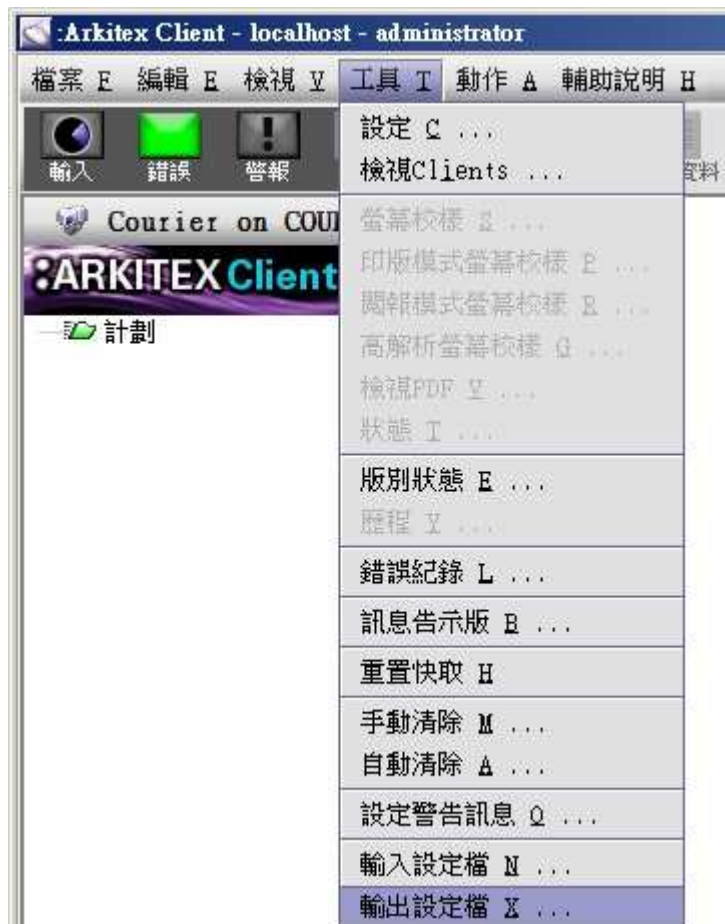 :Arkitex Client - localhost - administrator
檔案 F 編輯 E 檢視 V 工具 T 動作 A 輔助說明 H
輸入 錯誤 警報 資料
Courier on COU
:ARKITEX Client
計劃
設定 C ...
檢視Clients ...
螢幕校樣 S ...
印版模式螢幕校樣 P ...
閱報模式螢幕校樣 R ...
高解析螢幕校樣 G ...
檢視PDF V ...
狀態 T ...
版別狀態 E ...
歷程 Y ...
錯誤紀錄 L ...
訊息告示版 B ...
重置快取 H
手動清除 M ...
自動清除 A ...
設定警告訊息 O ...
輸入設定檔 N ...
輸出設定檔 X ...